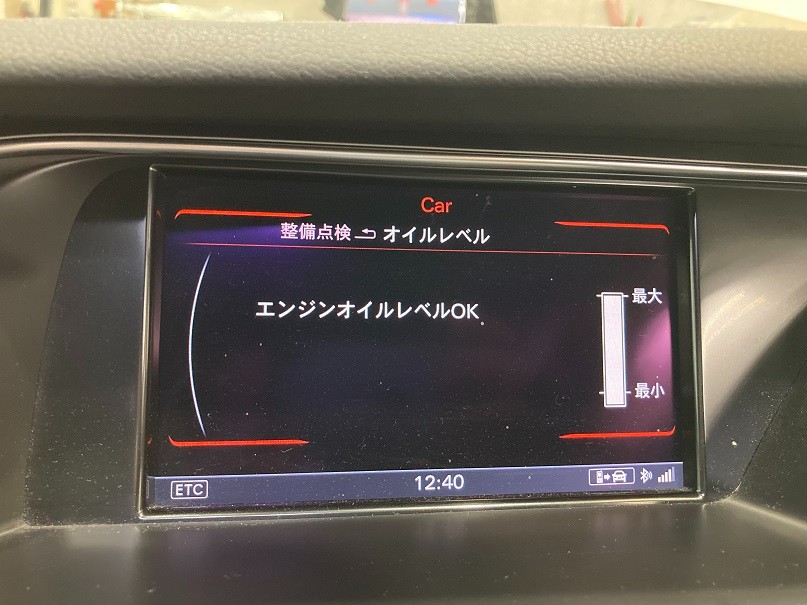 Car
整備点検 オイルレベル
エンジンオイルレベルOK
最大
最小
ETC 12:40